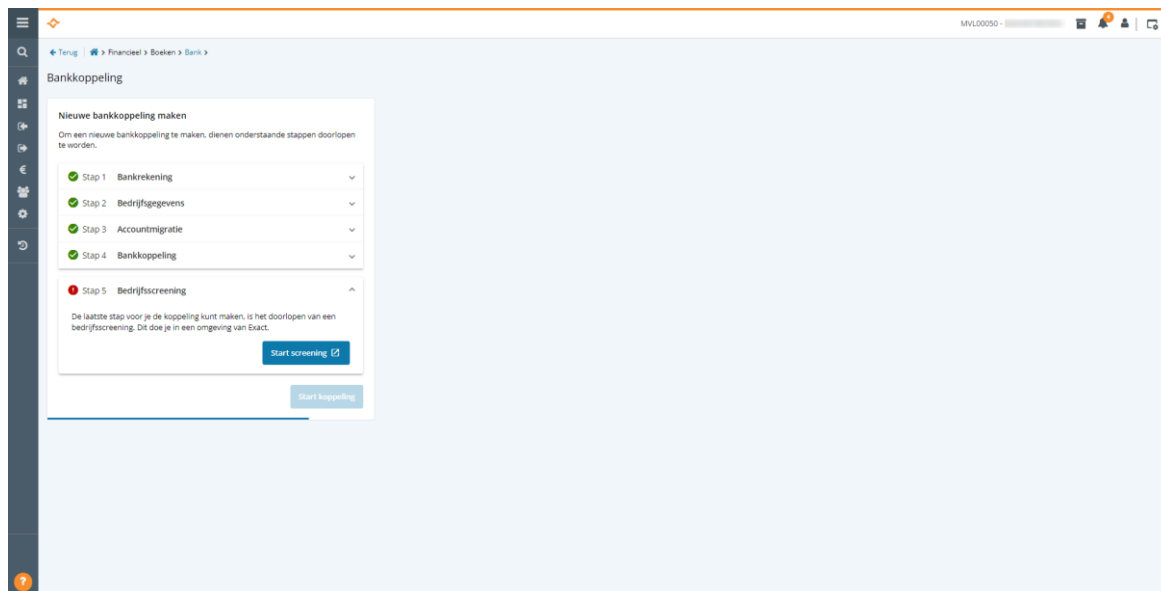 MVL00050 -
Terug > Financieel > Boeken > Bank >
Bankkoppeling
Nieuwe bankkoppeling maken
Om een nieuwe bankkoppeling te maken, dienen onderstaande stappen doorlopen
te worden.
Stap 1 Bankrekening
Stap 2 Bedrijfsgegevens
Stap 3 Accountmigratie
Stap 4 Bankkoppeling
Stap 5 Bedrijfsscreening
De laatste stap voor je de koppeling kunt maken, is het doorlopen van een
bedrijfsscreening. Dit doe je in een omgeving van Exact.
Start screening
Start koppeling